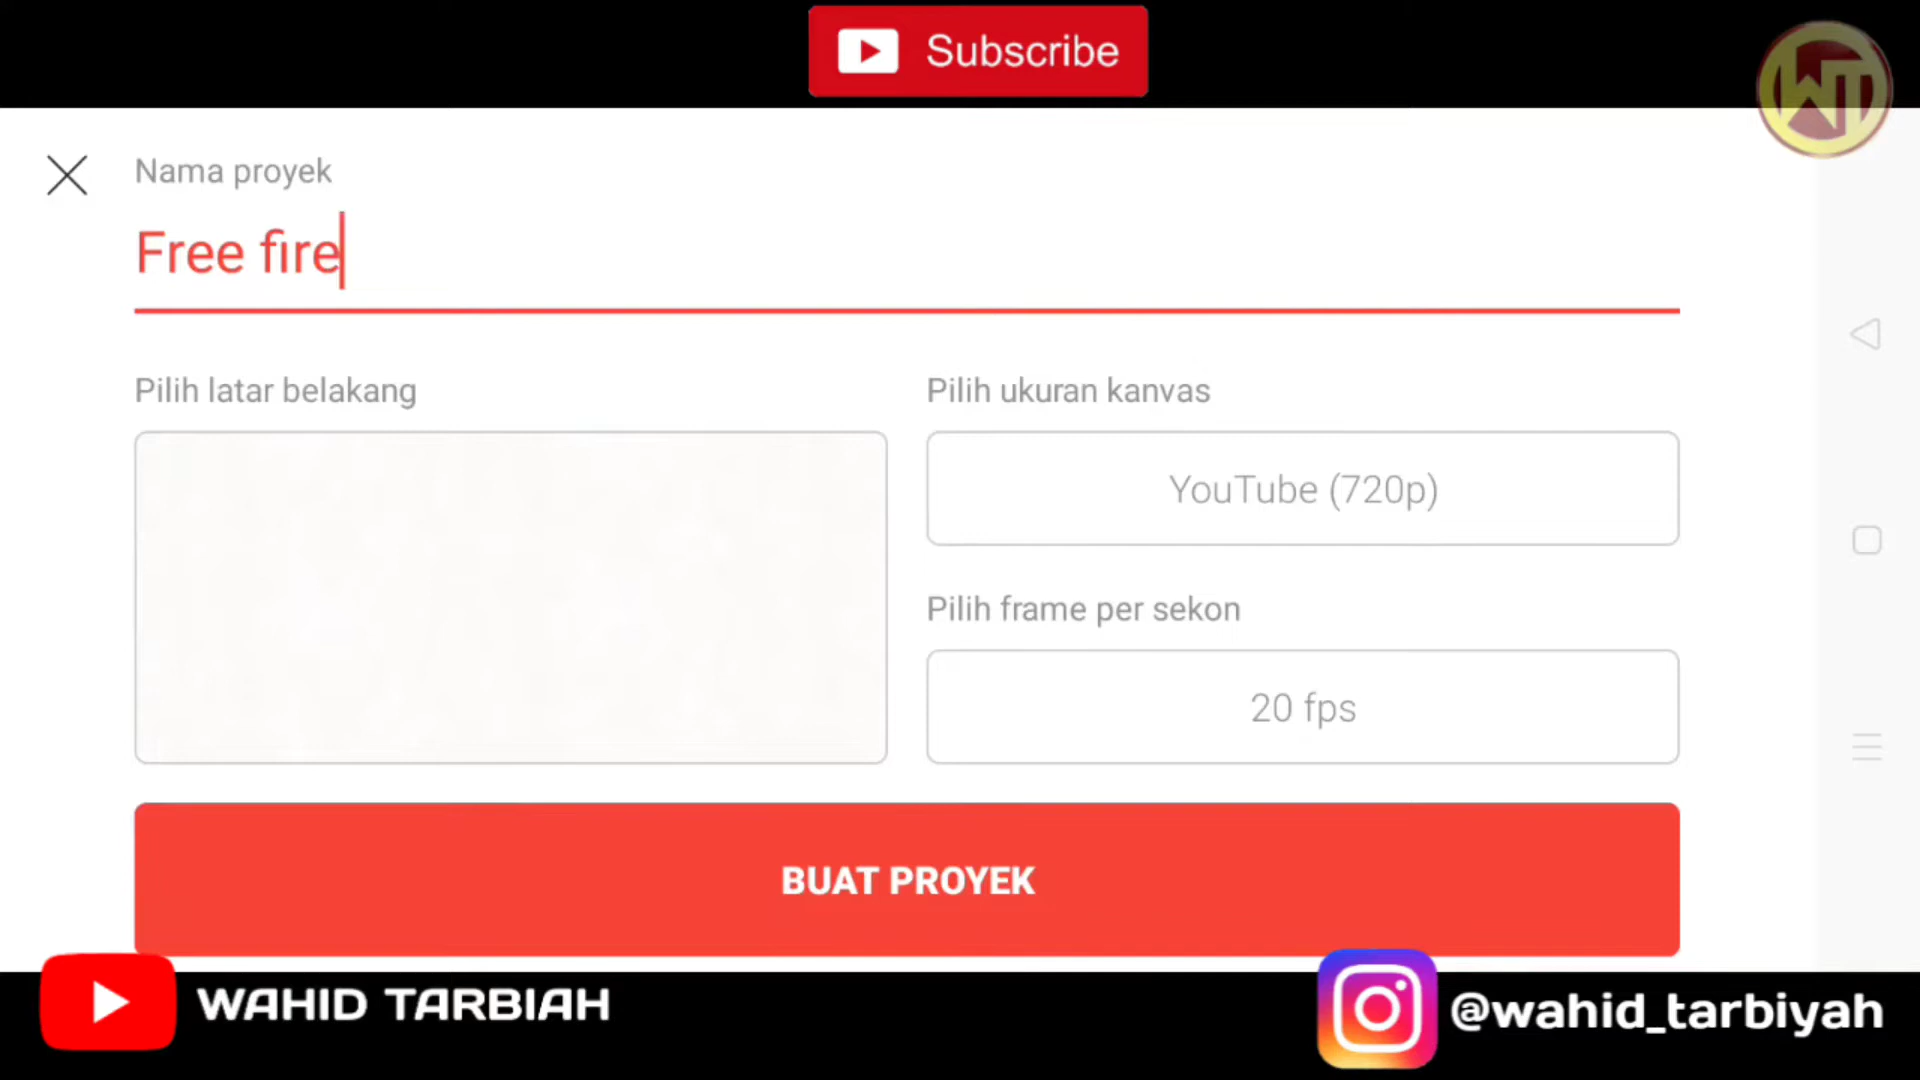 Subscribe
WT
Nama proyek
Free fire
Pilih latar belakang
Pilih ukuran kanvas
YouTube (720p)
Pilih frame per sekon
20 fps
BUAT PROYEK
WAHID TARBIAH
@wahid_tarbiyah